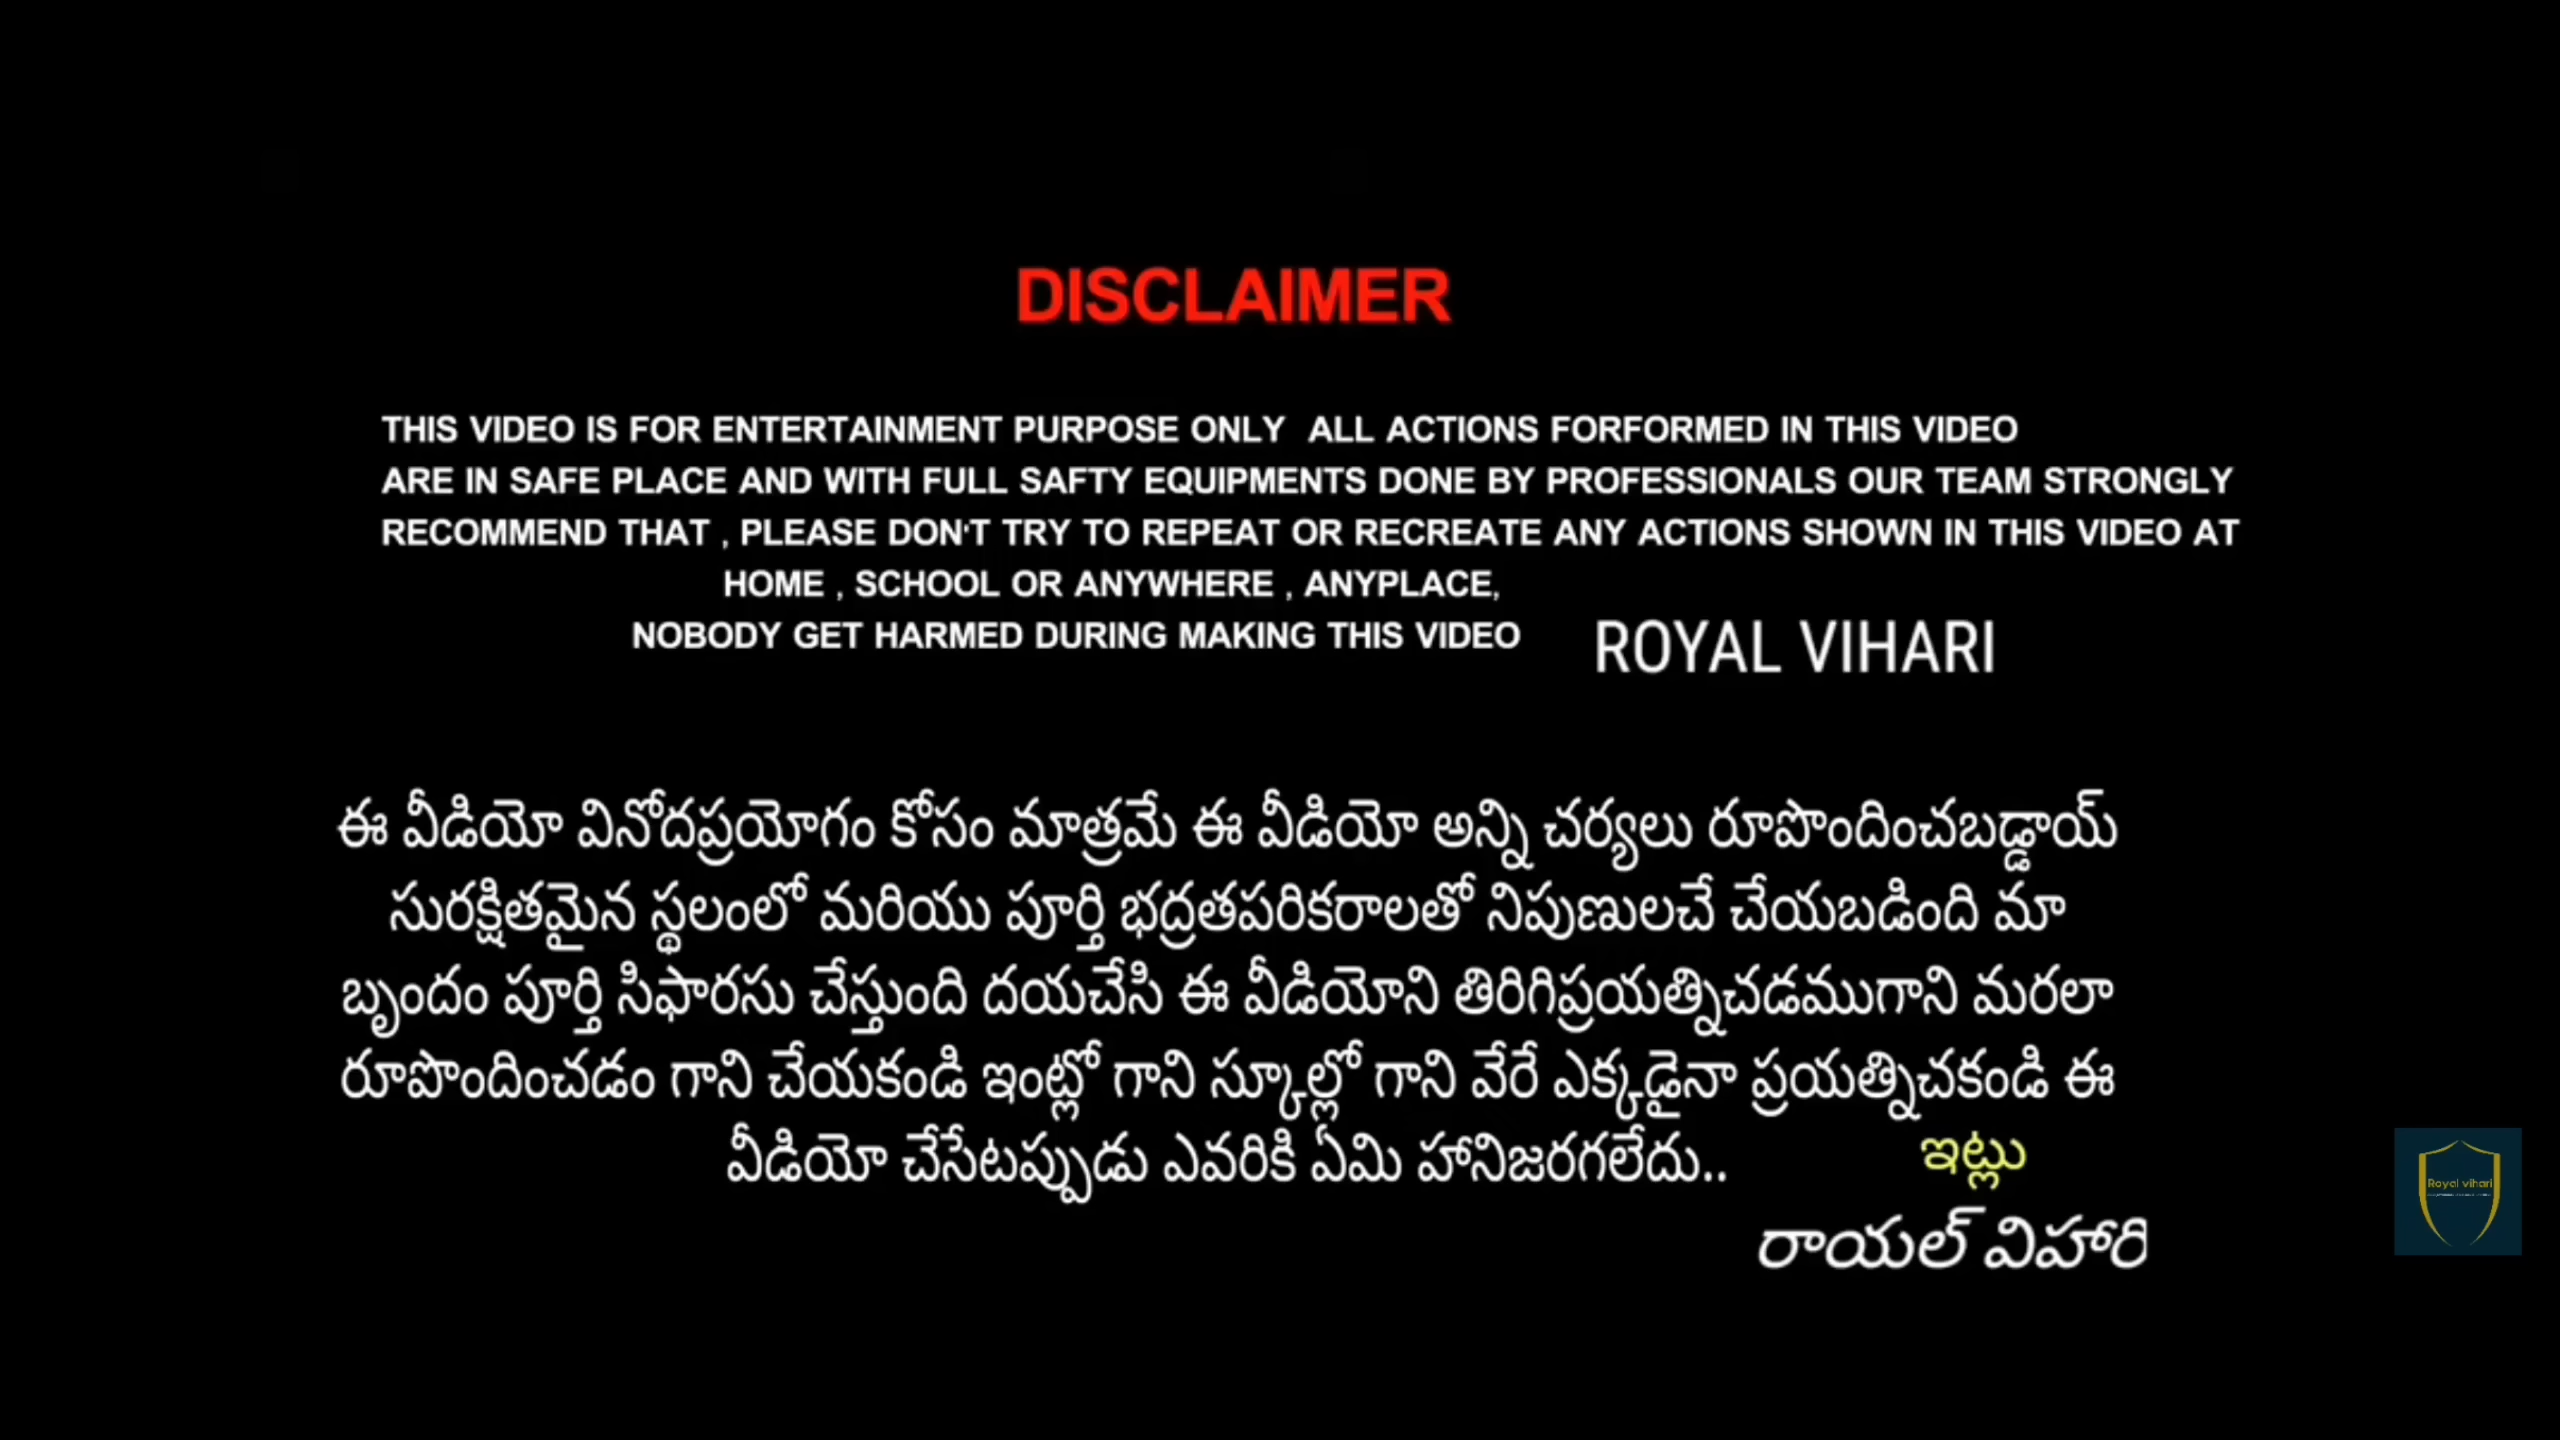 DISCLAIMER
THIS VIDEO IS FOR ENTERTAINMENT PURPOSE ONLY ALL ACTIONS FORFORMED IN THIS VIDEO
ARE IN SAFE PLACE AND WITH FULL SAFTY EQUIPMENTS DONE BY PROFESSIONALS OUR TEAM STRONGLY
RECOMMEND THAT , PLEASE DON'T TRY TO REPEAT OR RECREATE ANY ACTIONS SHOWN IN THIS VIDEO AT
HOME , SCHOOL OR ANYWHERE , ANYPLACE,
NOBODY GET HARMED DURING MAKING THIS VIDEO
ROYAL VIHARI
ఈ వీడియో వినోదప్రయోగం కోసం మాత్రమే ఈ వీడియో అన్ని చర్యలు రూపొందించబడ్డాయ్
సురక్షితమైన స్థలంలో మరియు పూర్తి భద్రతపరికరాలతో నిపుణులచే చేయబడింది మా
బృందం పూర్తి సిఫారసు చేస్తుంది దయచేసి ఈ వీడియోని తిరిగిప్రయత్నిచడముగాని మరలా
రూపొందించడం గాని చేయకండి ఇంట్లో గాని స్కూల్లో గాని వేరే ఎక్కడైనా ప్రయత్నిచకండి ఈ
వీడియో చేసేటప్పుడు ఎవరికి ఏమి హానిజరగలేదు..
ఇట్లు
రాయల్ విహారి
Royal vihari